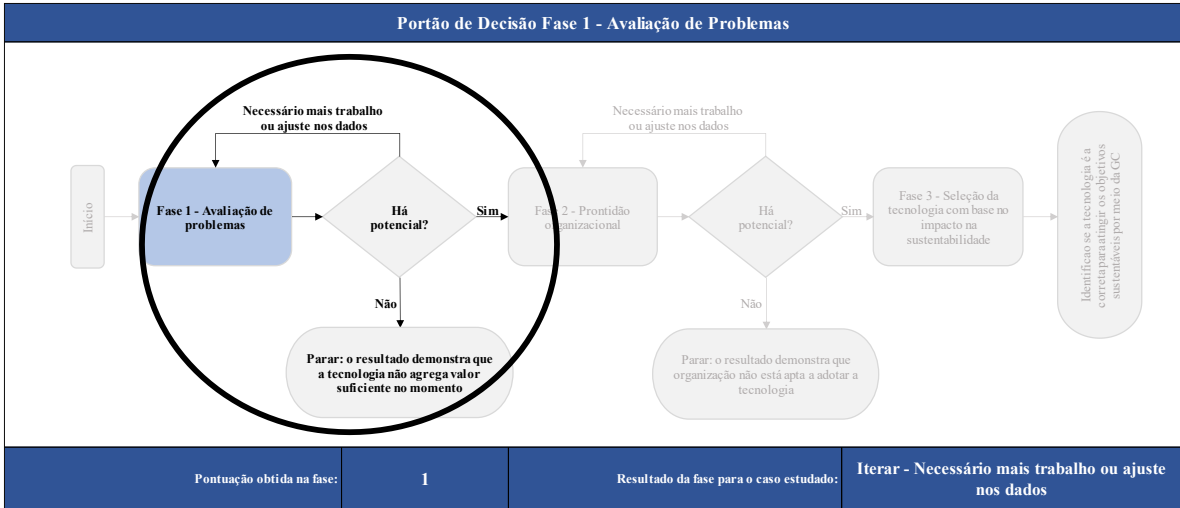 Portão de Decisão Fase 1 - Avaliação de Problemas
Necessário mais trabalho
ou ajuste nos dados
Necessário mais trabalho
ou ajuste nos dados
Início
Fase 1 - Avaliação de
problemas
Há
potencial?
Sim
Fase 2 - Prontidão
organizacional
Há
potencial?
Sim
Fase 3 - Seleção da
tecnologia com base no
impacto na
sustentabilidade
Identificao se a tecnologia é a
correta para atingir os objetivos
sustentáveis por meio da GC
Não
Não
Parar: o resultado demonstra que
a tecnologia não agrega valor
suficiente no momento
Parar: o resultado demonstra que
organização não está apta a adotar a
tecnologia
Pontuação obtida na fase:
1
Resultado da fase para o caso estudado:
Iterar - Necessário mais trabalho ou ajuste
nos dados